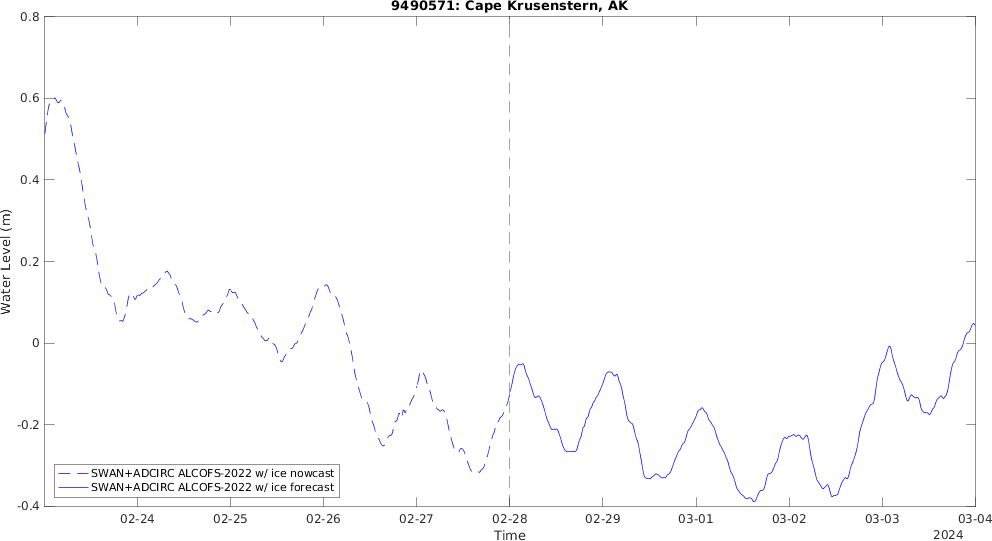 9490571: Cape Krusenstern, AK
0.8
0.6
0.4
0.2
0
-0.2
-0.4
Water Level (m)
SWAN+ADCIRC ALCOFS-2022 w/ ice nowcast
SWAN+ADCIRC ALCOFS-2022 w/ ice forecast
02-24 02-25 02-26 02-27 02-28 02-29 03-01 03-02 03-03 03-04
Time
2024